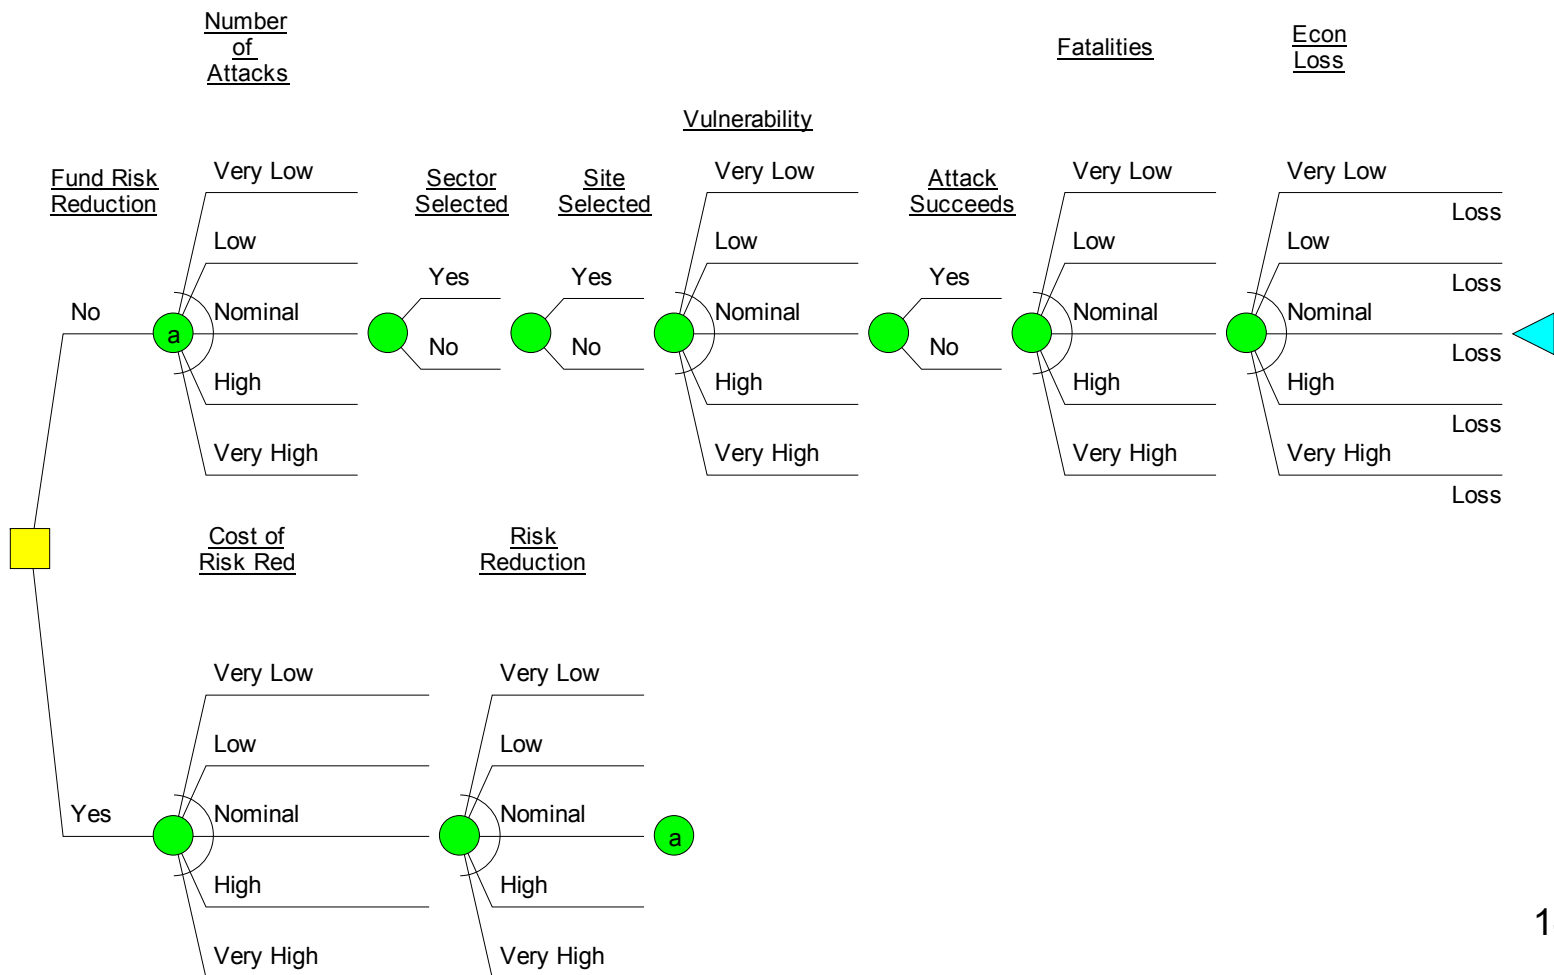 Number
of
Attacks
Fatalities
Econ
Loss
Vulnerability
Fund Risk
Reduction
Very Low
Low
Nominal
High
Very High
No
a
Sector
Selected
Yes
No
Site
Selected
Yes
No
Very Low
Low
Nominal
High
Very High
Attack
Succeeds
Yes
No
Very Low
Low
Nominal
High
Very High
Very Low
Loss
Low
Loss
Nominal
Loss
High
Loss
Very High
Loss
Cost of
Risk Red
Risk
Reduction
Yes
Very Low
Low
Nominal
High
Very High
Very Low
Low
Nominal
High
Very High
a
1